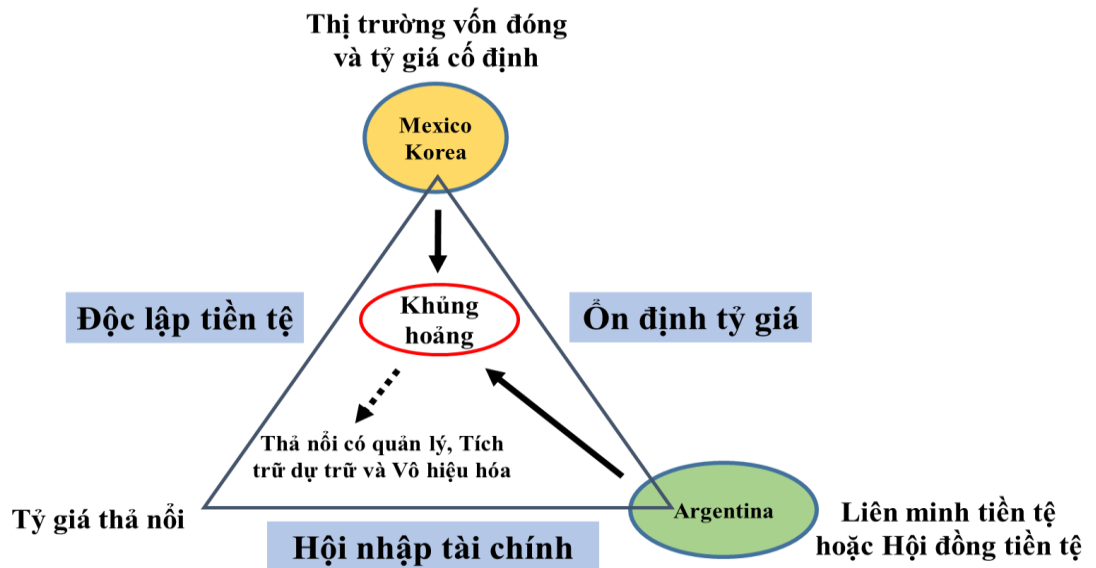 Thị trường vốn đóng
và tỷ giá cố định
Mexico
Korea
Độc lập tiền tệ
Khủng
hoảng
Ổn định tỷ giá
Thả nổi có quản lý, Tích
trữ dự trữ và Vô hiệu hóa
Tỷ giá thả nổi
Argentina
Liên minh tiền tệ
hoặc Hội đồng tiền tệ
Hội nhập tài chính